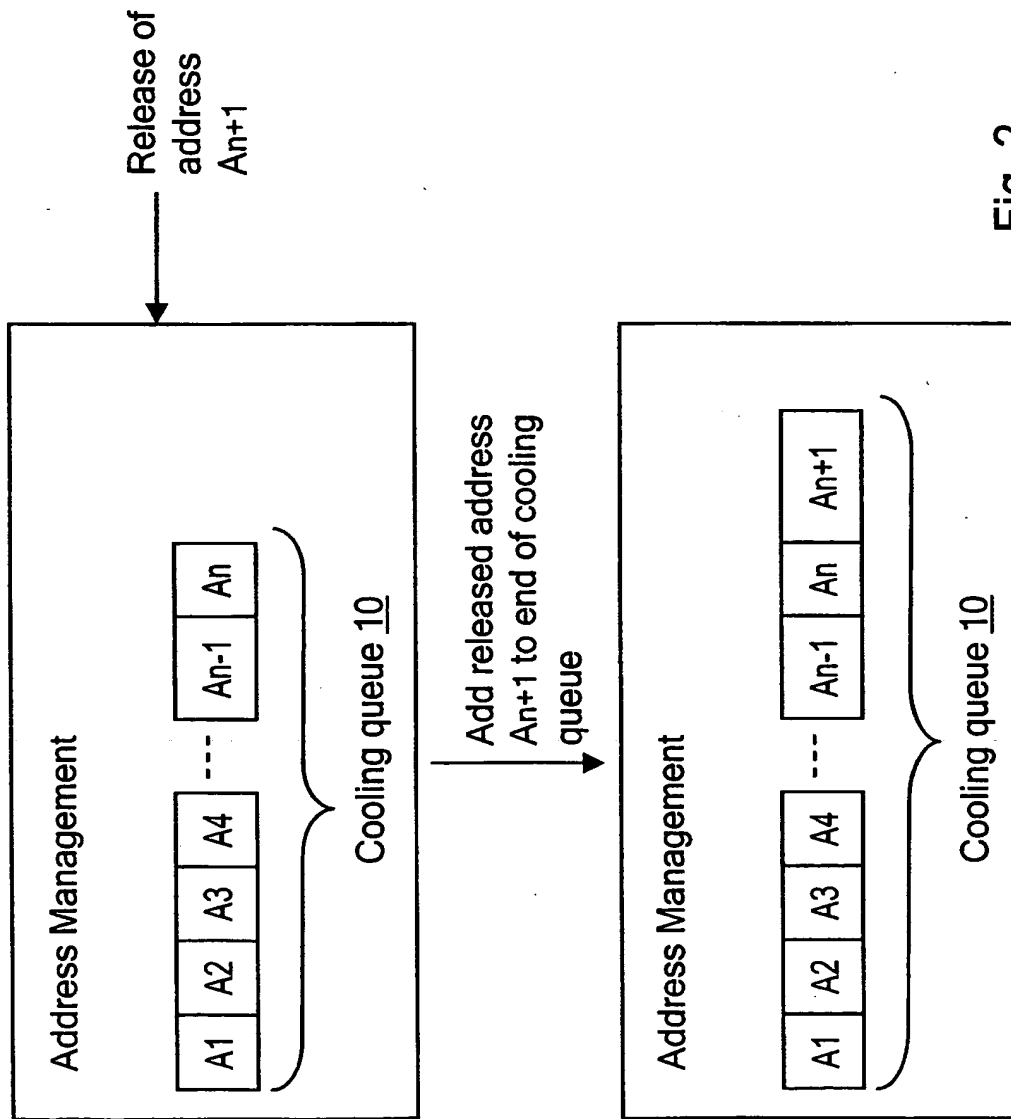 Release of
address
An+1
Address Management
A1 A2 A3 A4 --- An-1 An
Cooling queue 10
Add released address
An+1 to end of cooling
queue
Address Management
A1 A2 A3 A4 --- An-1 An An+1
Cooling queue 10